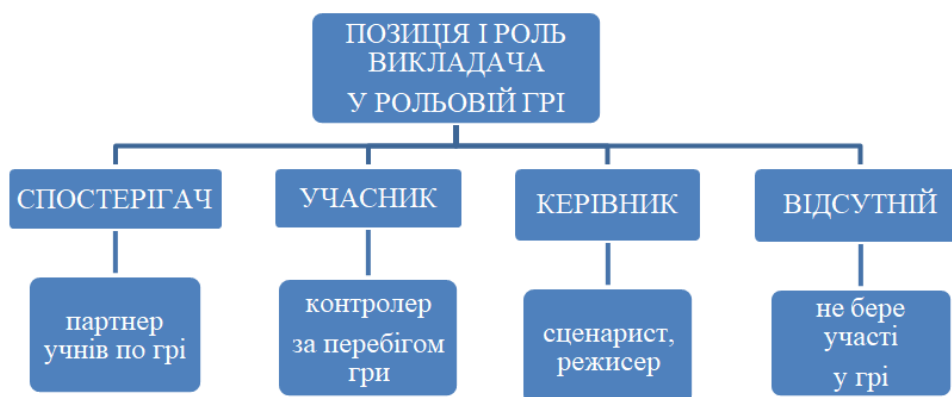 ПОЗИЦІЯ І РОЛЬ
ВИКЛАДАЧА
У РОЛЬОВІЙ ГРІ
СПОСТЕРІГАЧ
УЧАСНИК
КЕРІВНИК
ВІДСУТНІЙ
партнер
учнів по грі
контролер
за перебігом
гри
сценарист,
режисер
не бере
участі
у грі